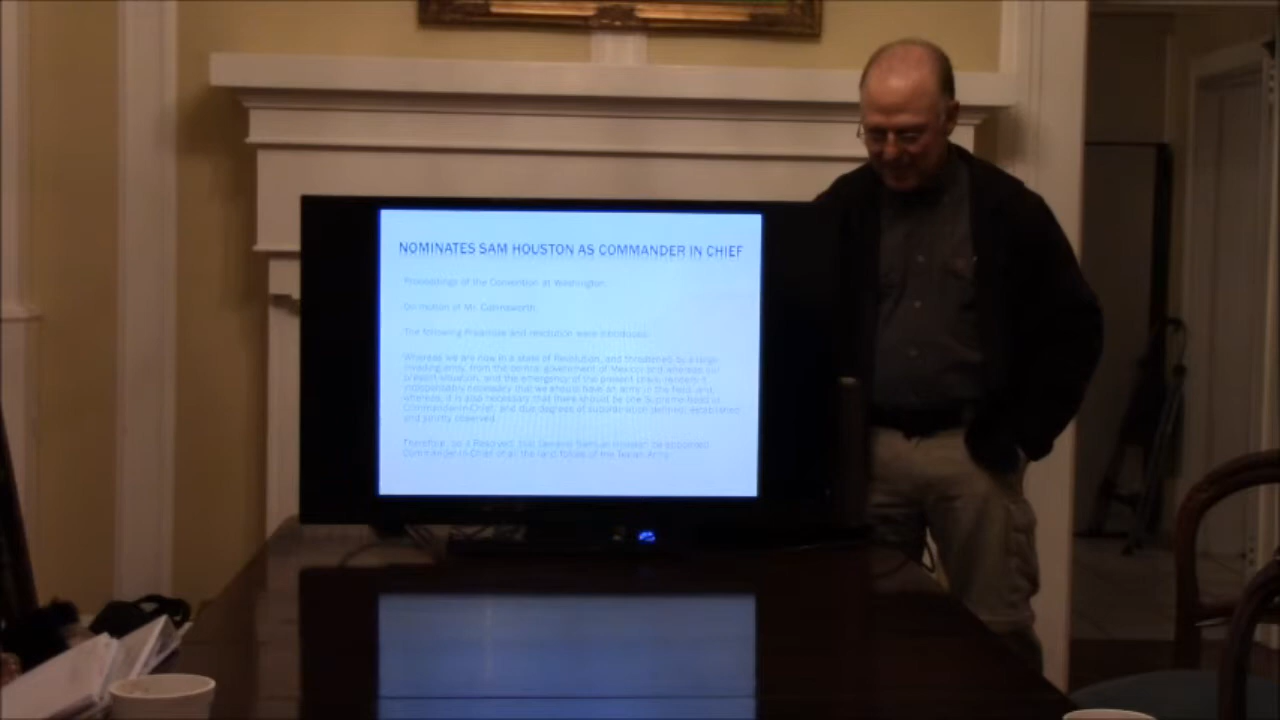 NOMINATES SAM HOUSTON AS COMMANDER IN CHIEF
Proceedings of the Convention at Washington.
On motion of Mr. Collinsworth,
The following Preamble and resolution were introduced:
Whereas we are now in a state of Revolution, and threatened by a large
invading army, from the central government of Mexico; and whereas our
present situation, and the emergency of the present crisis, renders it
indispensably necessary that we should have an army in the field; and,
whereas, it is also necessary that there should be one Supreme head or
Commander-in-Chief, and due degrees of subordination defined, established
and strictly observed.
Therefore, be it Resolved, that General Samuel Houston be appointed
Commander-in-Chief of all the land forces of the Texian Army